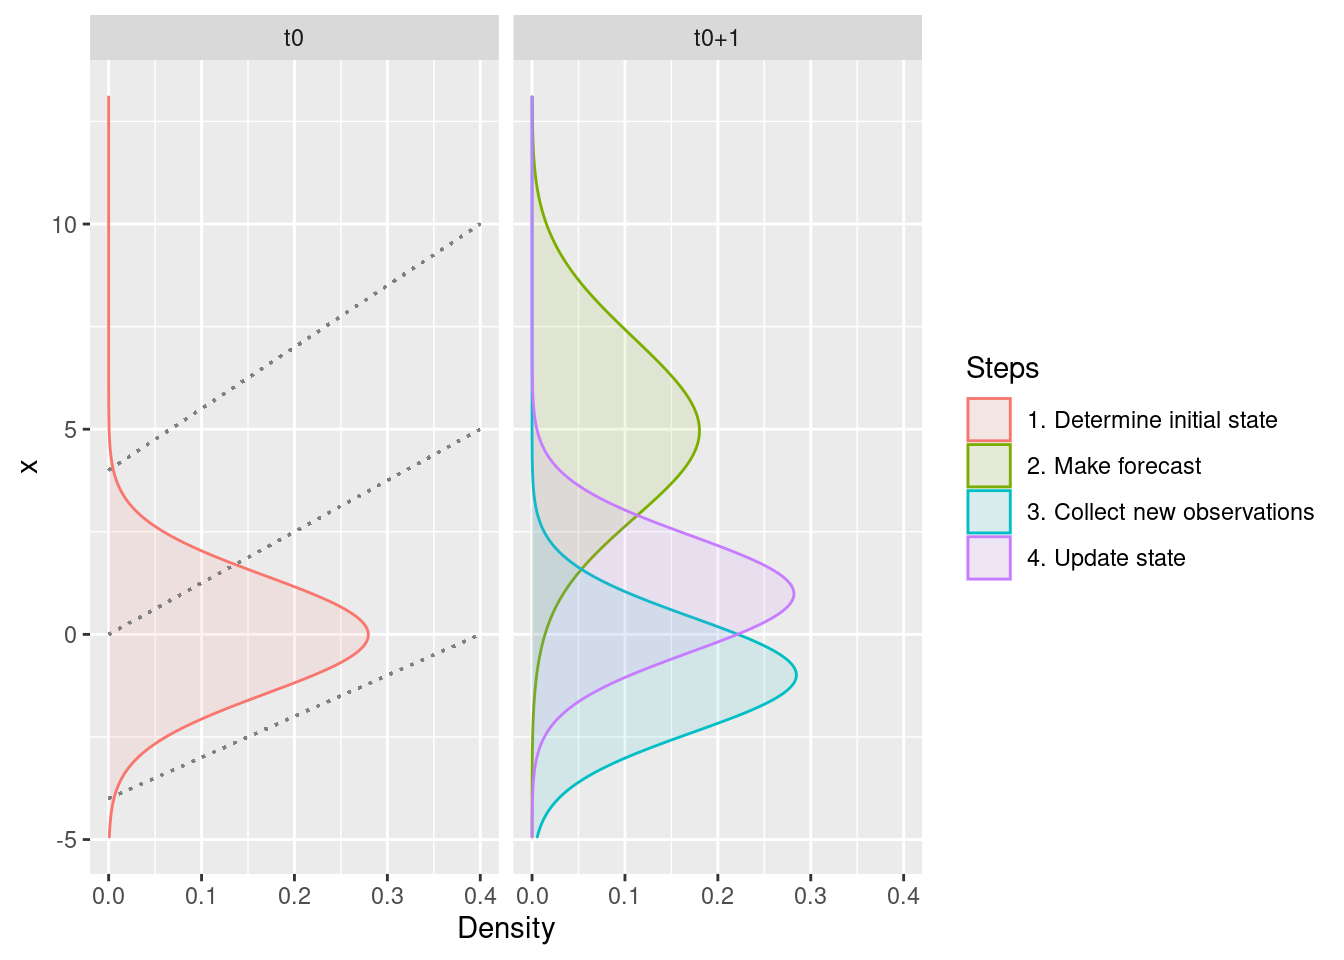 t0
t0+1
x
10
5
0
-5
0.0 0.1 0.2 0.3 0.4
0.0 0.1 0.2 0.3 0.4
Density
Steps
1. Determine initial state
2. Make forecast
3. Collect new observations
4. Update state